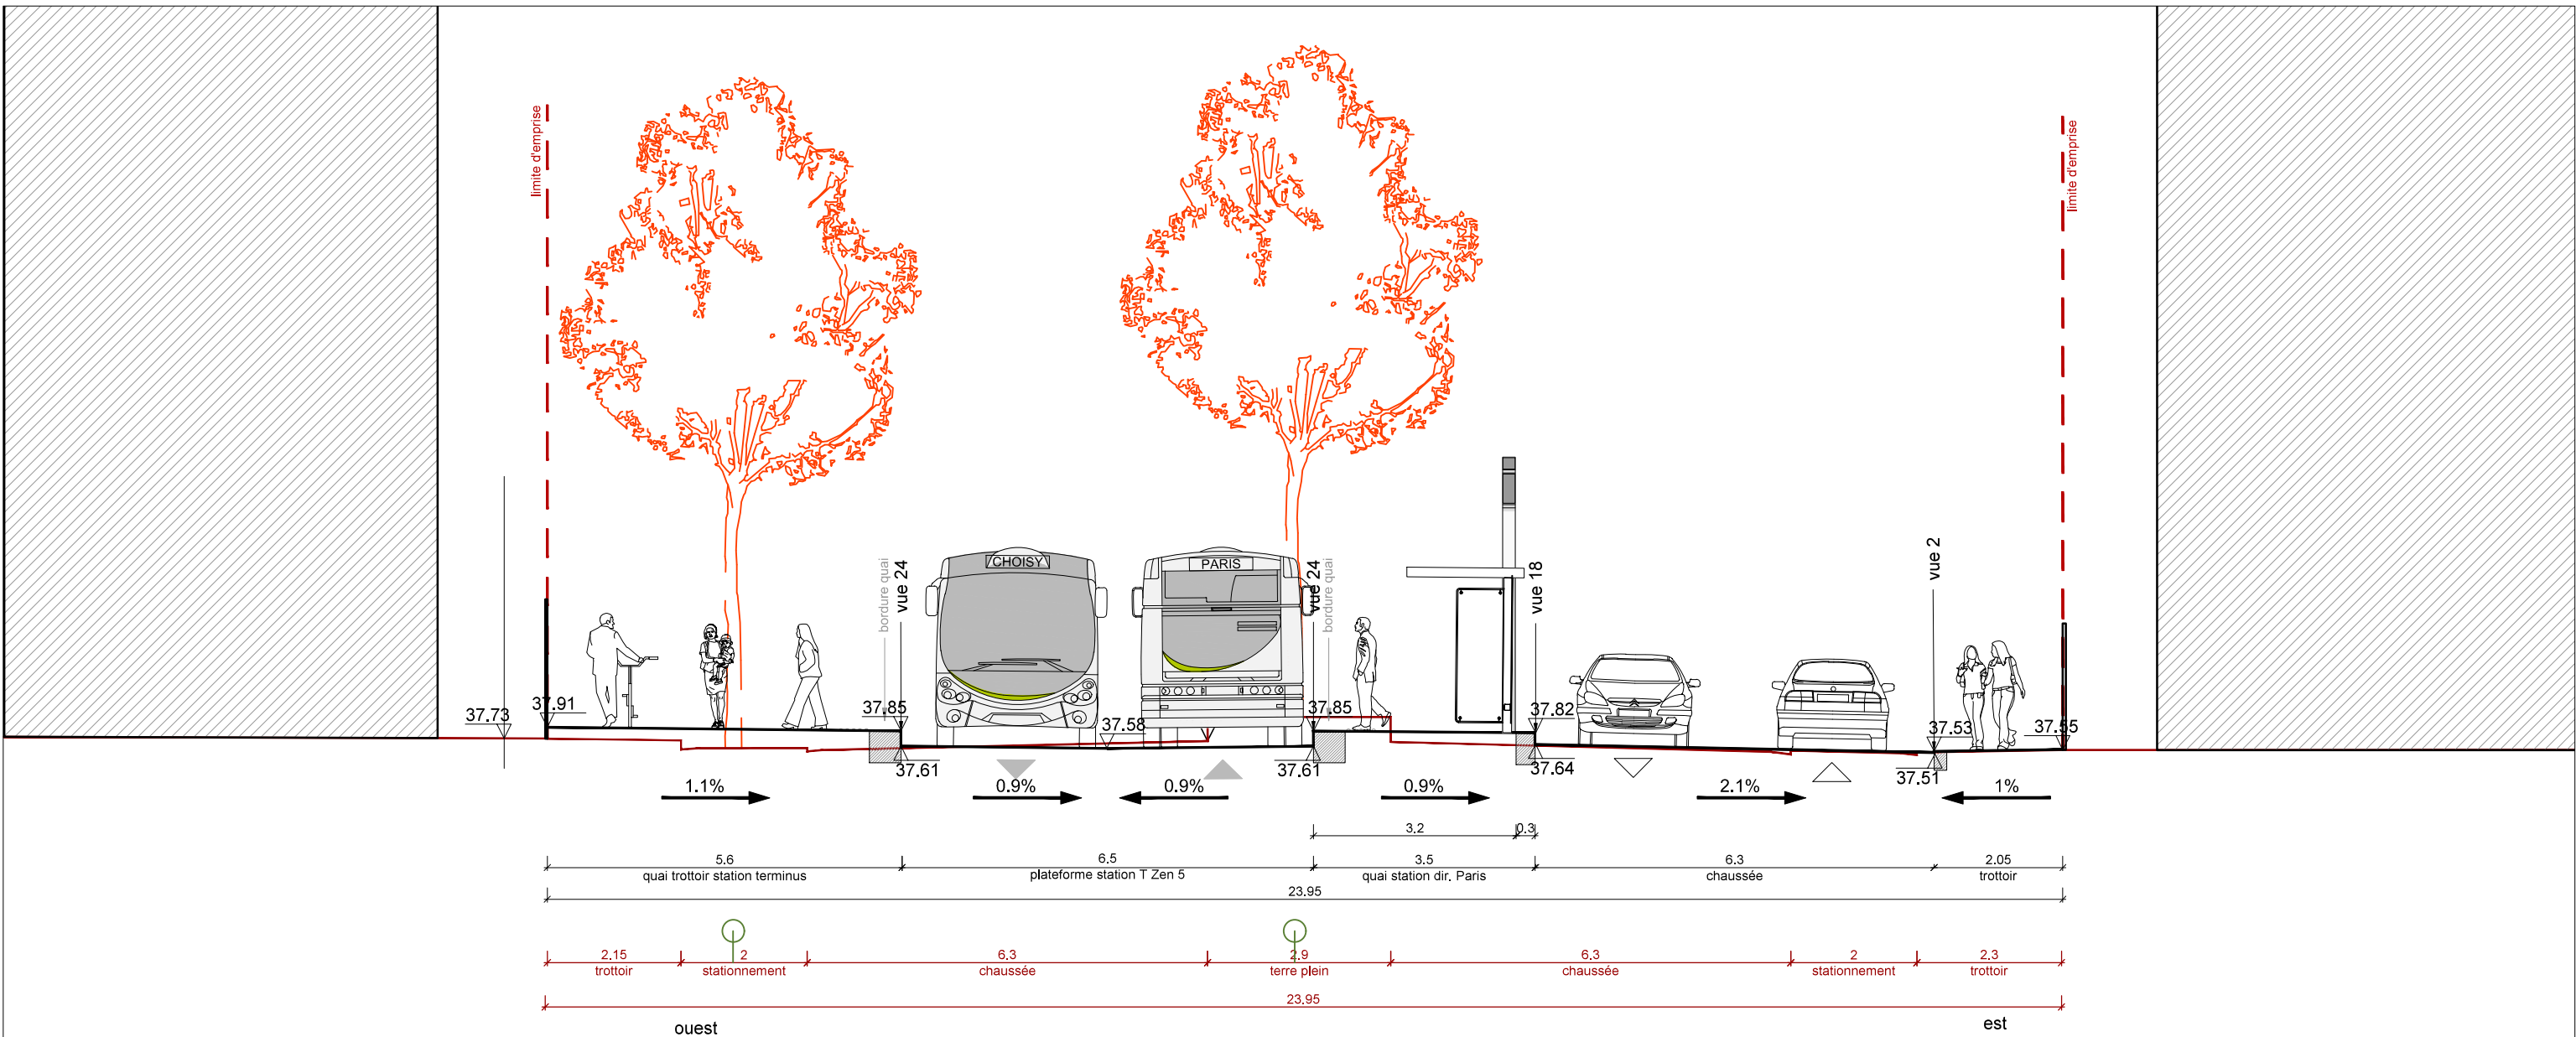 limite d'emprise
limite d'emprise
CHOISY
PARIS
bordure quai
vue 24
vue 24
bordure quai
vue 18
vue 2
37.73
37.91
37.85
37.58
37.85
37.82
37.53
37.55
37.61
37.61
37.64
37.51
1.1%
0.9%
0.9%
0.9%
2.1%
1%
3.2
0.3
5.6
6.5
3.5
6.3
2.05
quai trottoir station terminus
plateforme station T Zen 5
quai station dir. Paris
chaussée
trottoir
23.95
2.15
2
6.3
2.9
6.3
2
2.3
trottoir
stationnement
chaussée
terre plein
chaussée
stationnement
trottoir
23.95
ouest
est